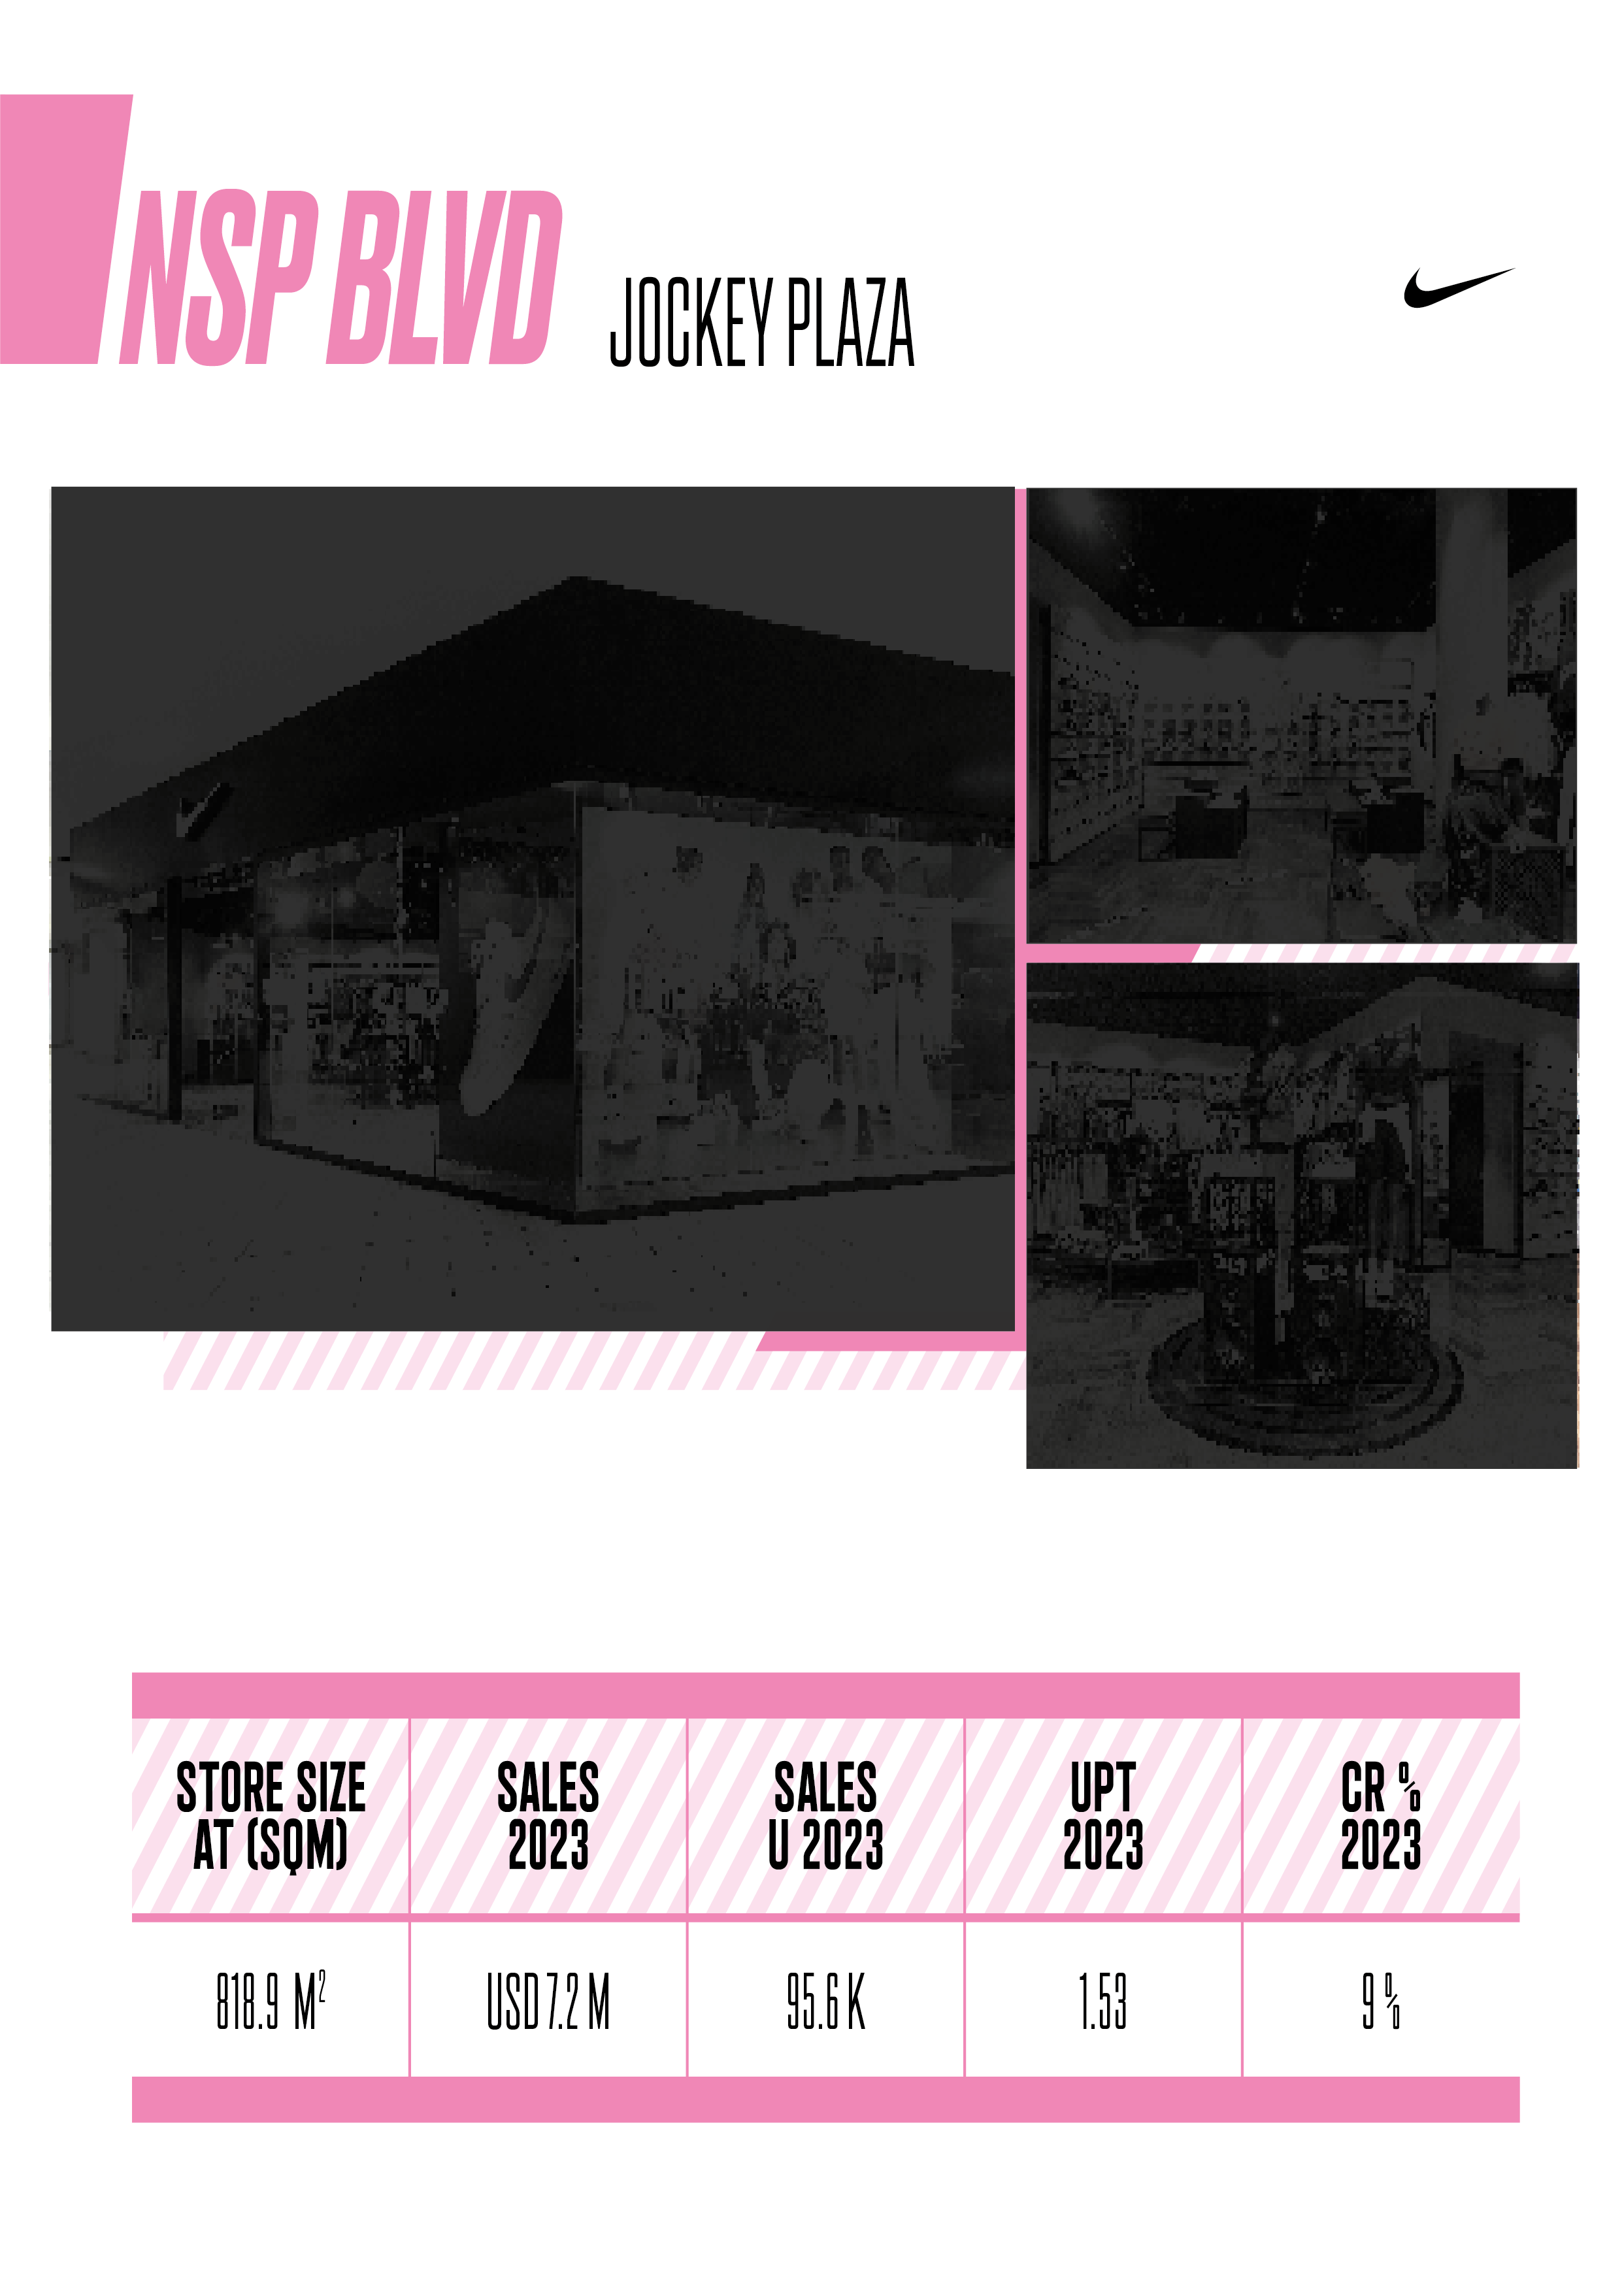 NSP BLVD JOCKEY PLAZA
STORE SIZE
AT (SQM)
SALES
2023
SALES
U 2023
UPT
2023
CR %
2023
818.9 M²
USD 7.2 M
95.6 K
1.53
9 %